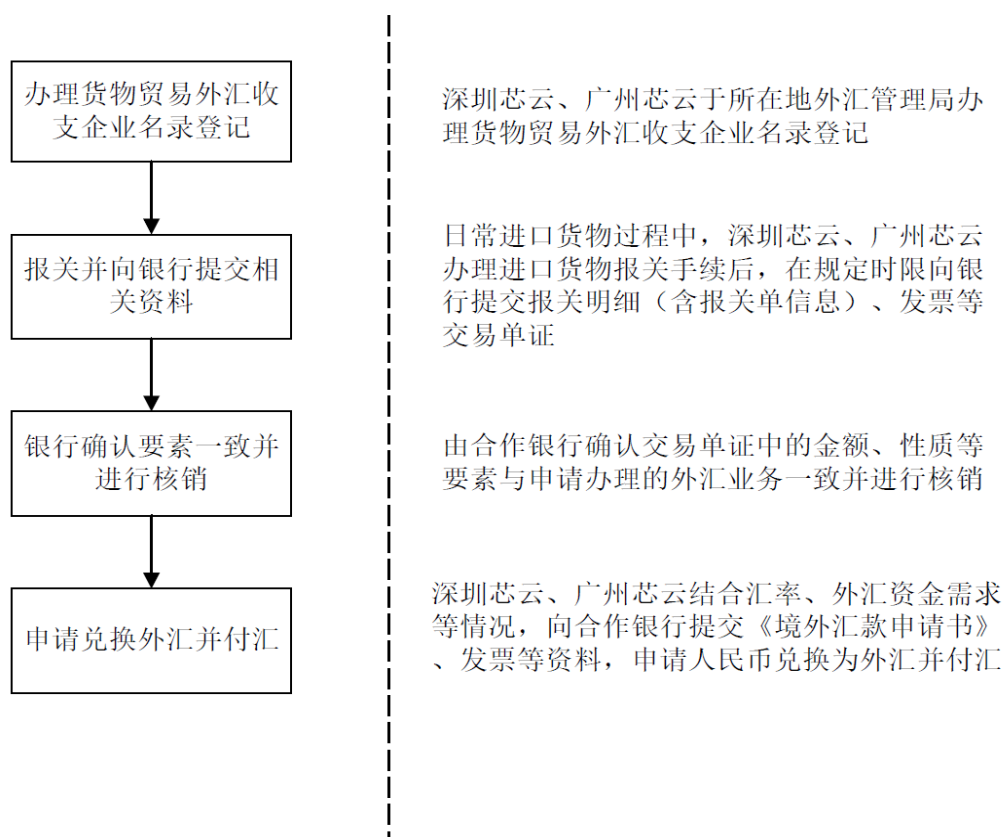 办理货物贸易外汇收
支企业名录登记
深圳芯云、广州芯云于所在地外汇管理局办
理货物贸易外汇收支企业名录登记
报关并向银行提交相
关资料
日常进口货物过程中，深圳芯云、广州芯云
办理进口货物报关手续后，在规定时限向银
行提交报关明细（含报关单信息）、发票等
交易单证
银行确认要素一致并
进行核销
由合作银行确认交易单证中的金额、性质等
要素与申请办理的外汇业务一致并进行核销
申请兑换外汇并付汇
深圳芯云、广州芯云结合汇率、外汇资金需求
等情况，向合作银行提交《境外汇款申请书》
、发票等资料，申请人民币兑换为外汇并付汇